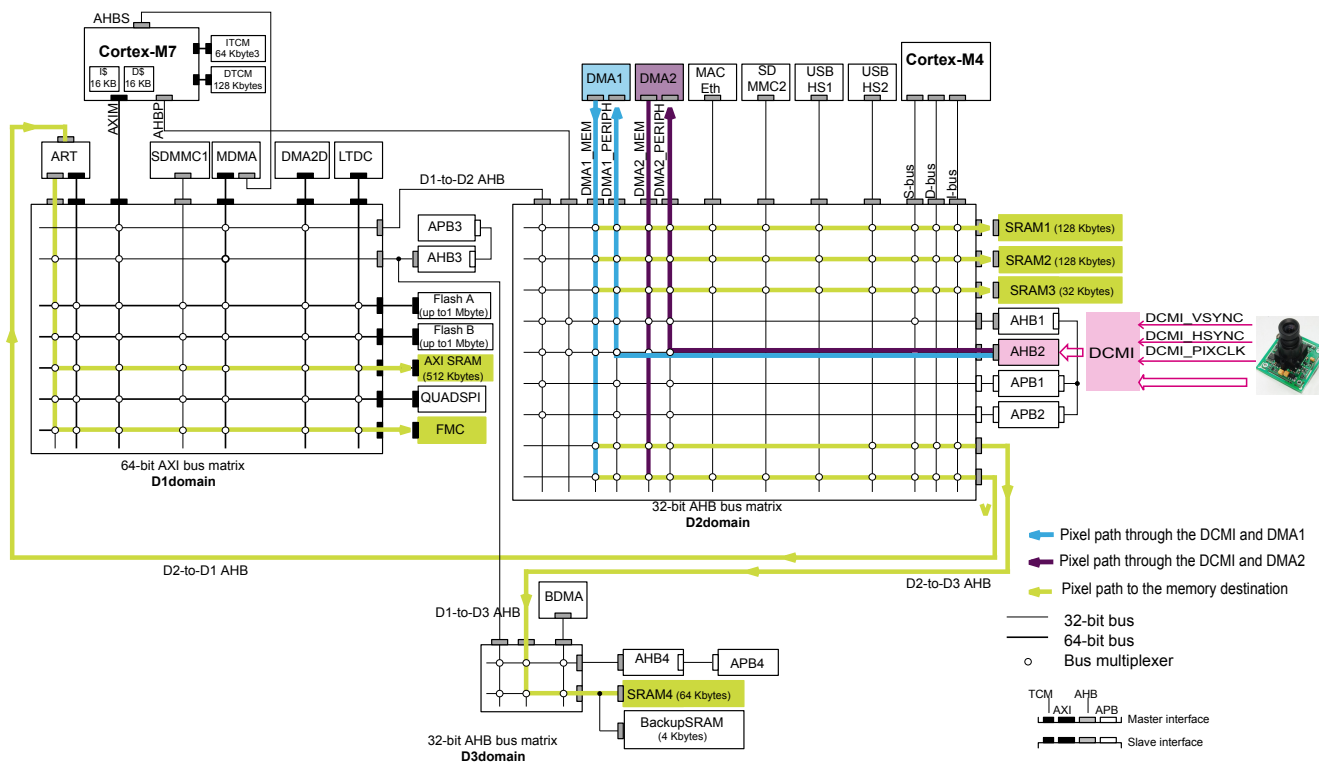 AHBS
Cortex-M7
I$
16 KB
D$
16 KB
ITCM
64 Kbyte3
DTCM
128 Kbytes
AXIM
AHBP
ART
SDMMC1
MDMA
DMA2D
LTDC
D1-to-D2 AHB
APB3
AHB3
Flash A
(up to1 Mbyte)
Flash B
(up to1 Mbyte)
AXI SRAM
(512 Kbytes)
QUADSPI
FMC
64-bit AXI bus matrix
D1domain
DMA1
DMA2
MAC
Eth
SD
MMC2
USB
HS1
USB
HS2
Cortex-M4
DMA1_MEM
DMA1_PERIPH
DMA2_MEM
DMA2_PERIPH
S-bus
D-bus
I-bus
SRAM1 (128 Kbytes)
SRAM2 (128 Kbytes)
SRAM3 (32 Kbytes)
AHB1
AHB2
APB1
APB2
DCMI
DCMI_VSYNC
DCMI_HSYNC
DCMI_PIXCLK
32-bit AHB bus matrix
D2domain
D2-to-D1 AHB
D2-to-D3 AHB
D1-to-D3 AHB
BDMA
AHB4
APB4
SRAM4 (64 Kbytes)
BackupSRAM
(4 Kbytes)
32-bit AHB bus matrix
D3domain
Pixel path through the DCMI and DMA1
Pixel path through the DCMI and DMA2
Pixel path to the memory destination
32-bit bus
64-bit bus
Bus multiplexer
TCM
AHB
AXI
APB
Master interface
Slave interface